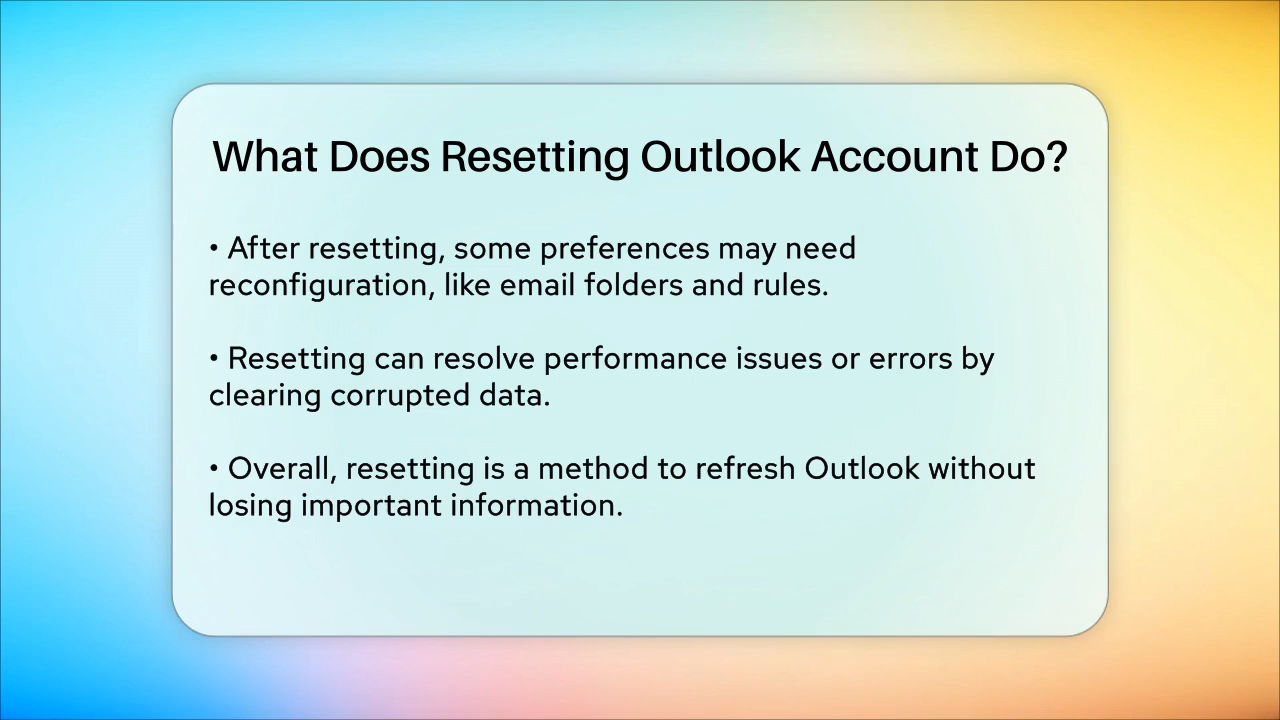 What Does Resetting Outlook Account Do?
• After resetting, some preferences may need
reconfiguration, like email folders and rules.
• Resetting can resolve performance issues or errors by
clearing corrupted data.
• Overall, resetting is a method to refresh Outlook without
losing important information.